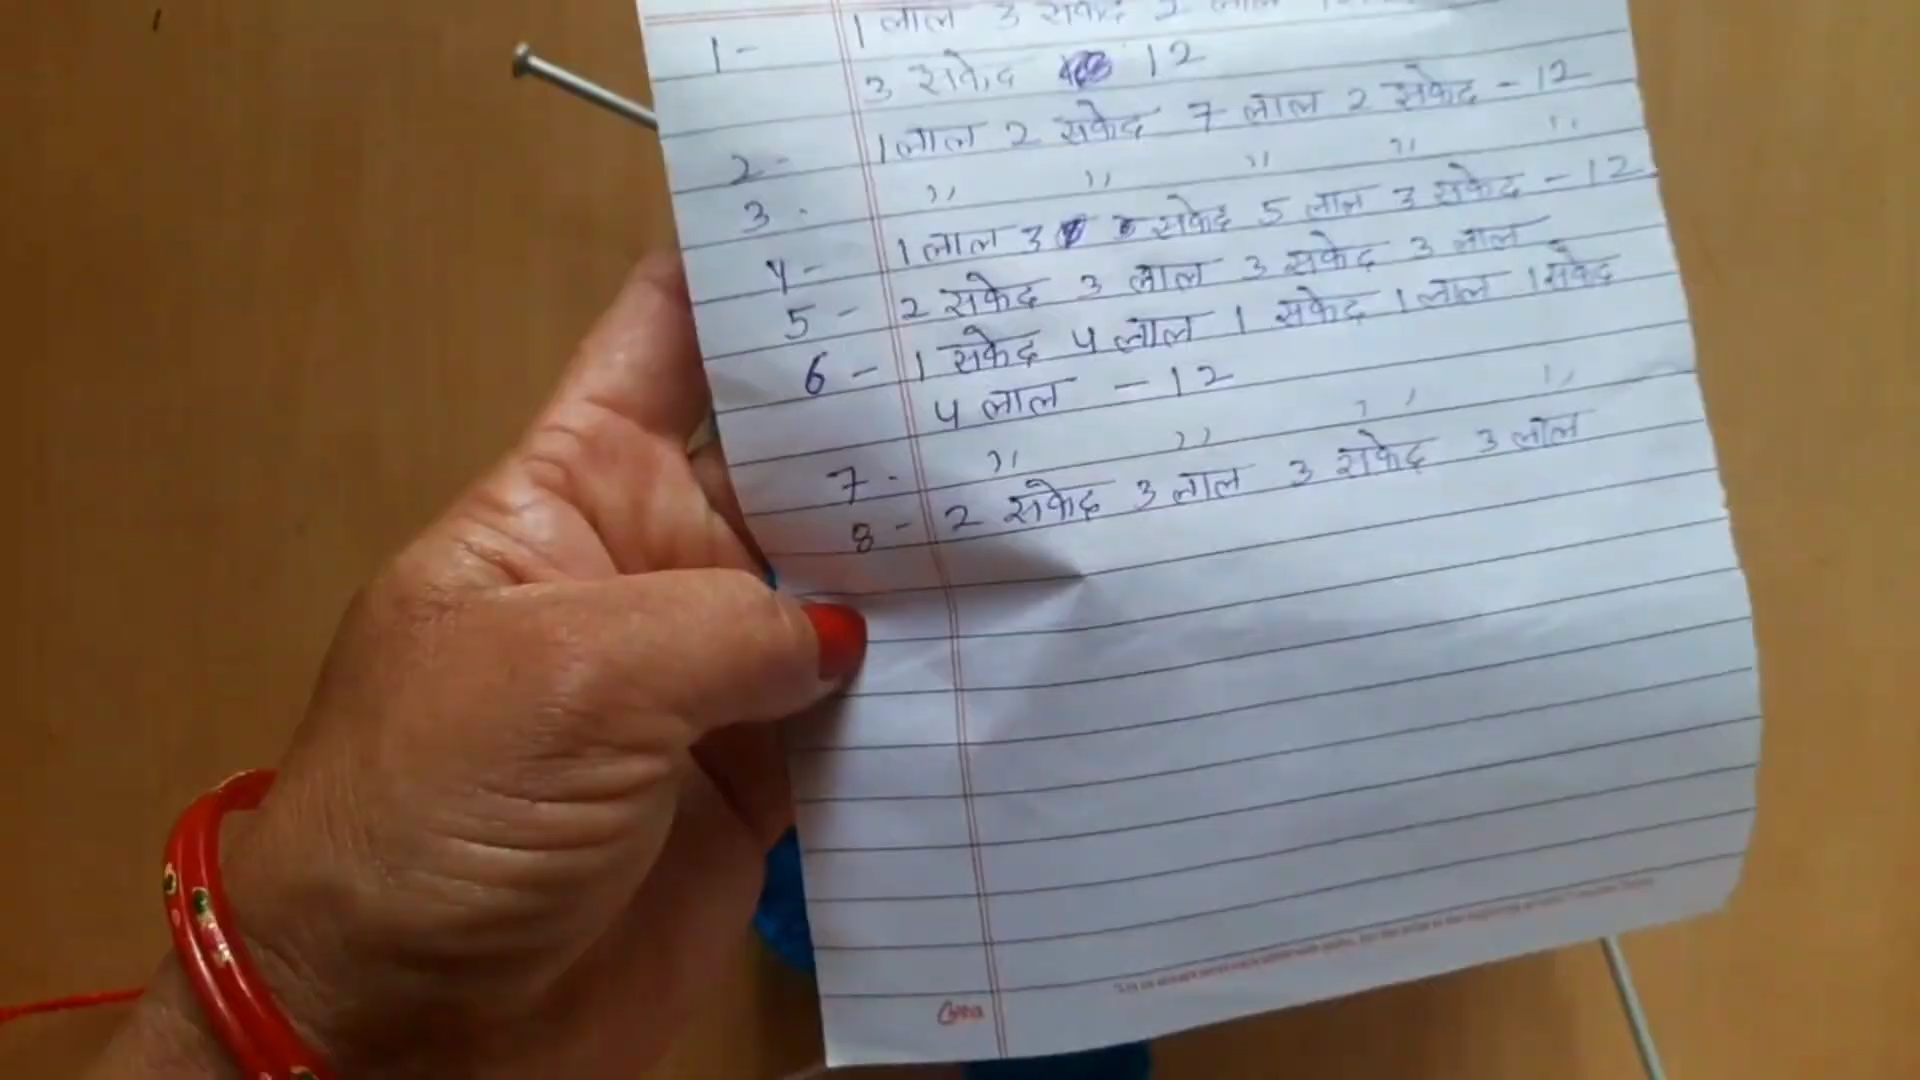 1 - 1 लाल 3 सफेद 2 लाल
3 सफेद 12
2 - 1 लाल 2 सफेद 7 लाल 2 सफेद - 12
3 . ,, ,, ,, ,, ,,
4 - 1 लाल 3 सफेद 5 लाल 3 सफेद - 12
5 - 2 सफेद 3 लाल 3 सफेद 3 लाल
6 - 1 सफेद 4 लाल 1 सफेद 1 लाल 1 सफेद
4 लाल - 12
7 . ,, ,, ,, ,,
8 - 2 सफेद 3 लाल 3 सफेद 3 लाल